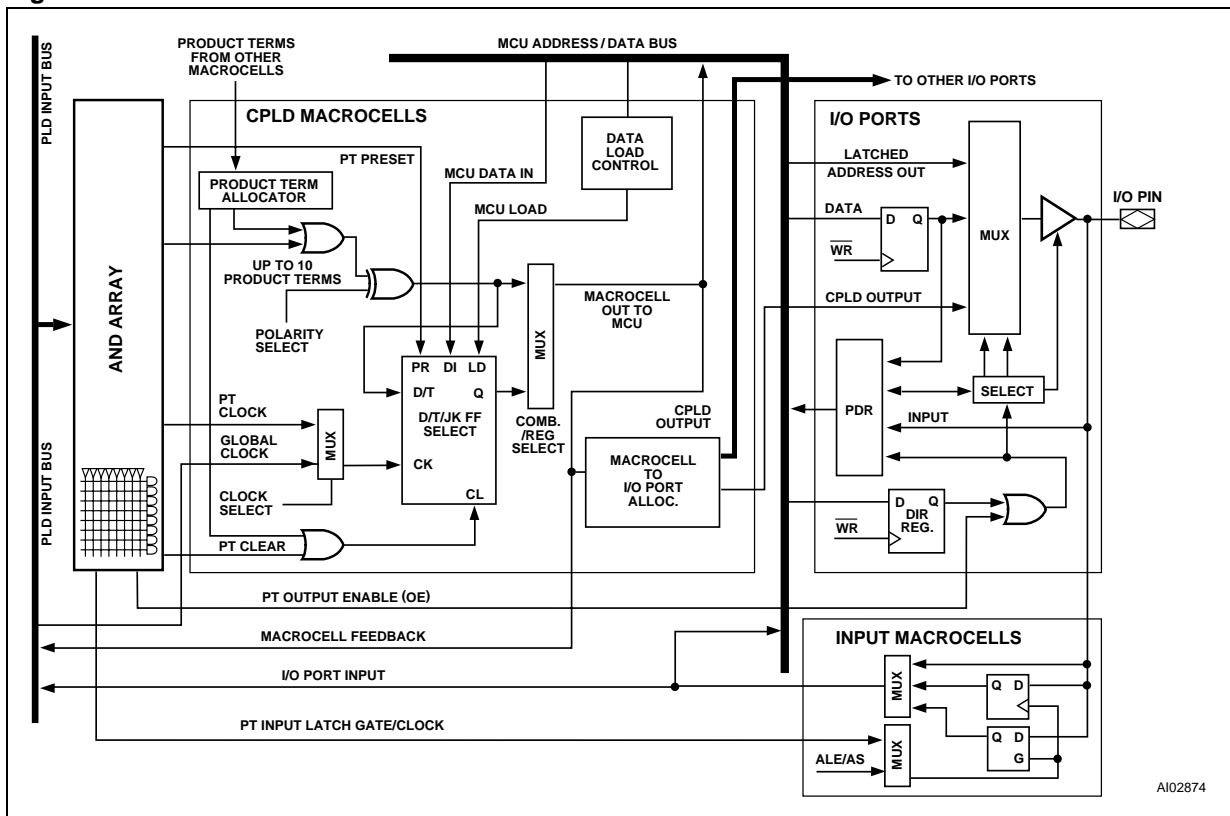 PLD INPUT BUS
PRODUCT TERMS
FROM OTHER
MACROCELLS
MCU ADDRESS / DATA BUS
TO OTHER I/O PORTS
CPLD MACROCELLS
I/O PORTS
AND ARRAY
PT PRESET
MCU DATA IN
DATA
LOAD
CONTROL
PRODUCT TERM
ALLOCATOR
MCU LOAD
LATCHED
ADDRESS OUT
DATA
D
Q
WR
MUX
I/O PIN
UP TO 10
PRODUCT TERMS
POLARITY
SELECT
MUX
MACROCELL
OUT TO
MCU
CPLD OUTPUT
PR
DI
LD
D/T
Q
D/T/JK FF
SELECT
CK
CL
COMB.
/REG
SELECT
CPLD
OUTPUT
PDR
SELECT
INPUT
PLD INPUT BUS
PT
CLOCK
GLOBAL
CLOCK
MUX
CLOCK
SELECT
MACROCELL
TO
I/O PORT
ALLOC.
D
Q
DIR
REG.
WR
PT CLEAR
PT OUTPUT ENABLE (OE)
MACROCELL FEEDBACK
INPUT MACROCELLS
I/O PORT INPUT
MUX
Q
D
PT INPUT LATCH GATE/CLOCK
Q
D
G
MUX
ALE/AS
AI02874